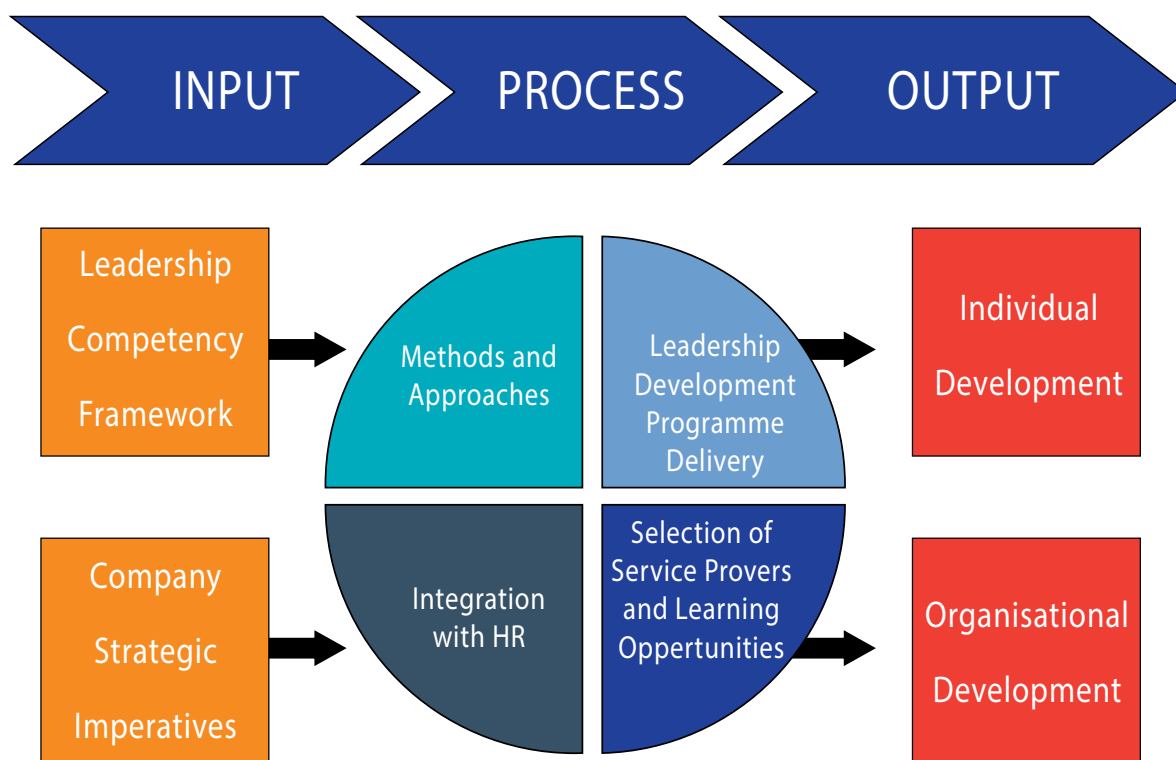 INPUT
PROCESS
OUTPUT
Leadership
Competency
Framework
Methods and
Approaches
Leadership
Development
Programme
Delivery
Individual
Development
Company
Strategic
Imperatives
Integration
with HR
Selection of
Service Provers
and Learning
Oppertunities
Organisational
Development